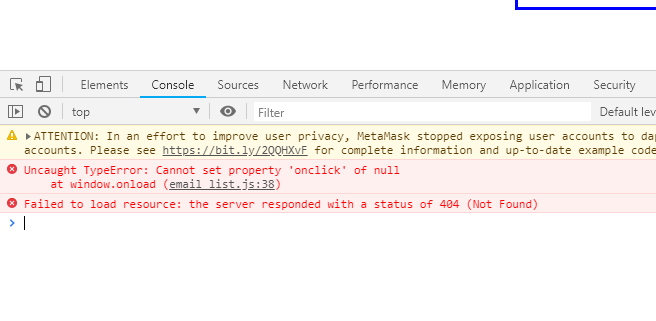 Elements Console Sources Network Performance Memory Application Security
top ▼ Filter Default lev
▶ATTENTION: In an effort to improve user privacy, MetaMask stopped exposing user accounts to dap
accounts. Please see https://bit.ly/2QQHXvF for complete information and up-to-date example code
Uncaught TypeError: Cannot set property 'onclick' of null
at window.onload (email list.js:38)
Failed to load resource: the server responded with a status of 404 (Not Found)
>